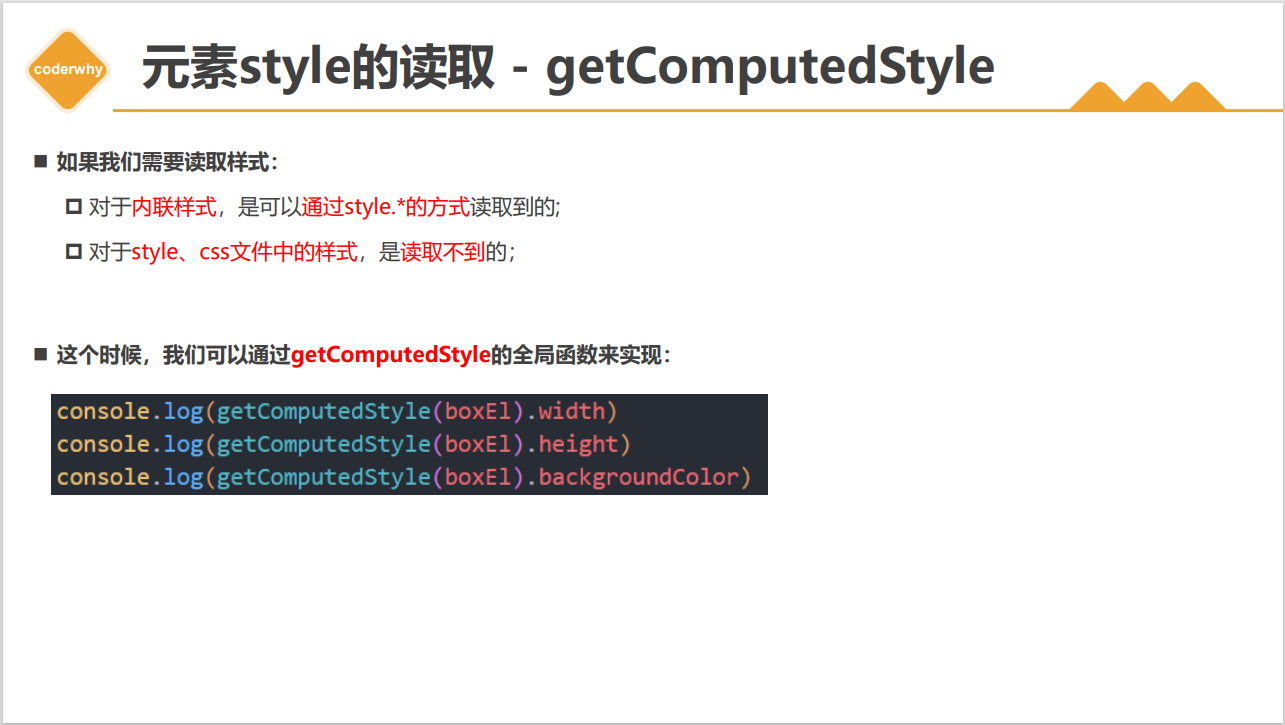 coderwhy
元素style的读取 - getComputedStyle
■ 如果我们需要读取样式：
对于内联样式，是可以通过style.*的方式读取到的;
对于style、css文件中的样式，是读取不到的；
■ 这个时候，我们可以通过getComputedStyle的全局函数来实现：
console.log(getComputedStyle(boxEl).width)
console.log(getComputedStyle(boxEl).height)
console.log(getComputedStyle(boxEl).backgroundColor)